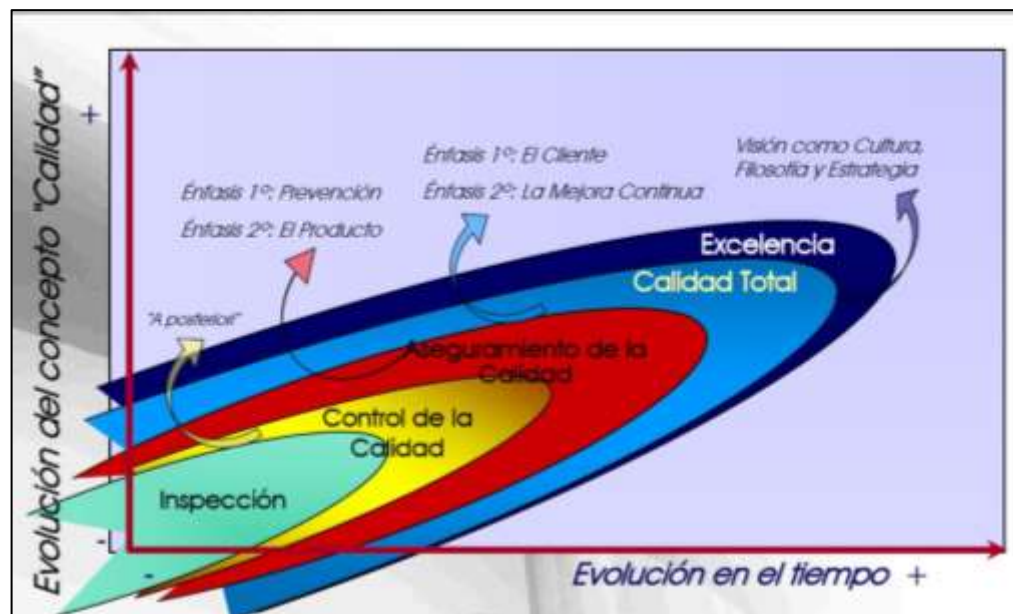 Evolución del concepto "Calidad"
+
Énfasis 1º: El Cliente
Énfasis 2º: La Mejora Continua
Visión como Cultura,
Filosofía y Estrategia
Énfasis 1º: Prevención
Énfasis 2º: El Producto
"A posteriori"
Excelencia
Calidad Total
Aseguramiento de la
Calidad
Control de la
Calidad
Inspección
-
-
Evolución en el tiempo +